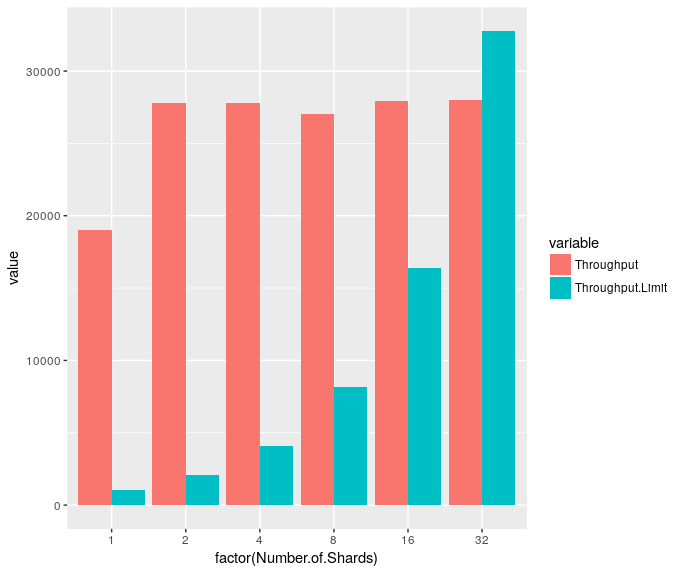 value
30000
20000
10000
0
1 2 4 8 16 32
factor(Number.of.Shards)
variable
Throughput
Throughput.Limit